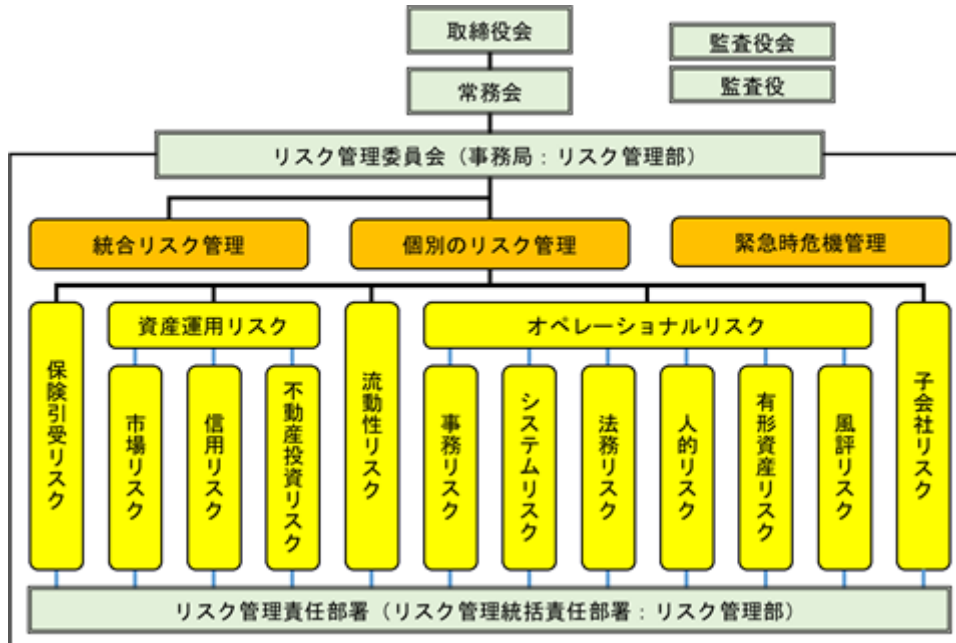 取締役会
監査役会
常務会
監査役
リスク管理委員会（事務局：リスク管理部）
統合リスク管理
個別のリスク管理
緊急時危機管理
保険引受リスク
資産運用リスク
市場リスク
信用リスク
不動産投資リスク
流動性リスク
オペレーショナルリスク
事務リスク
システムリスク
法務リスク
人的リスク
有形資産リスク
風評リスク
子会社リスク
リスク管理責任部署（リスク管理統括責任部署：リスク管理部）